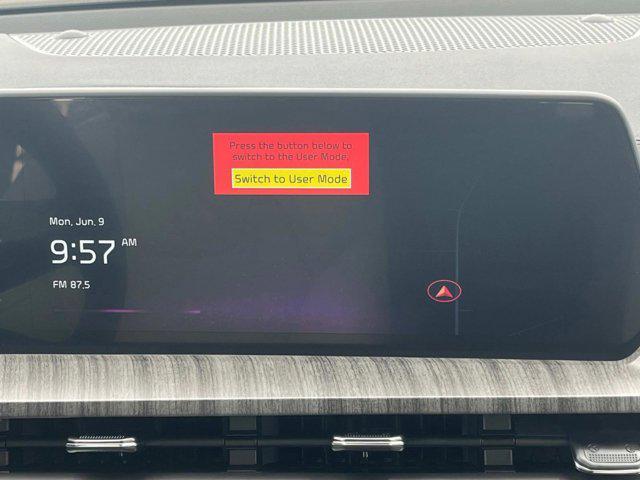 Press the button below to
switch to the User Mode.
Switch to User Mode
Mon, Jun. 9
9:57 AM
FM 87.5